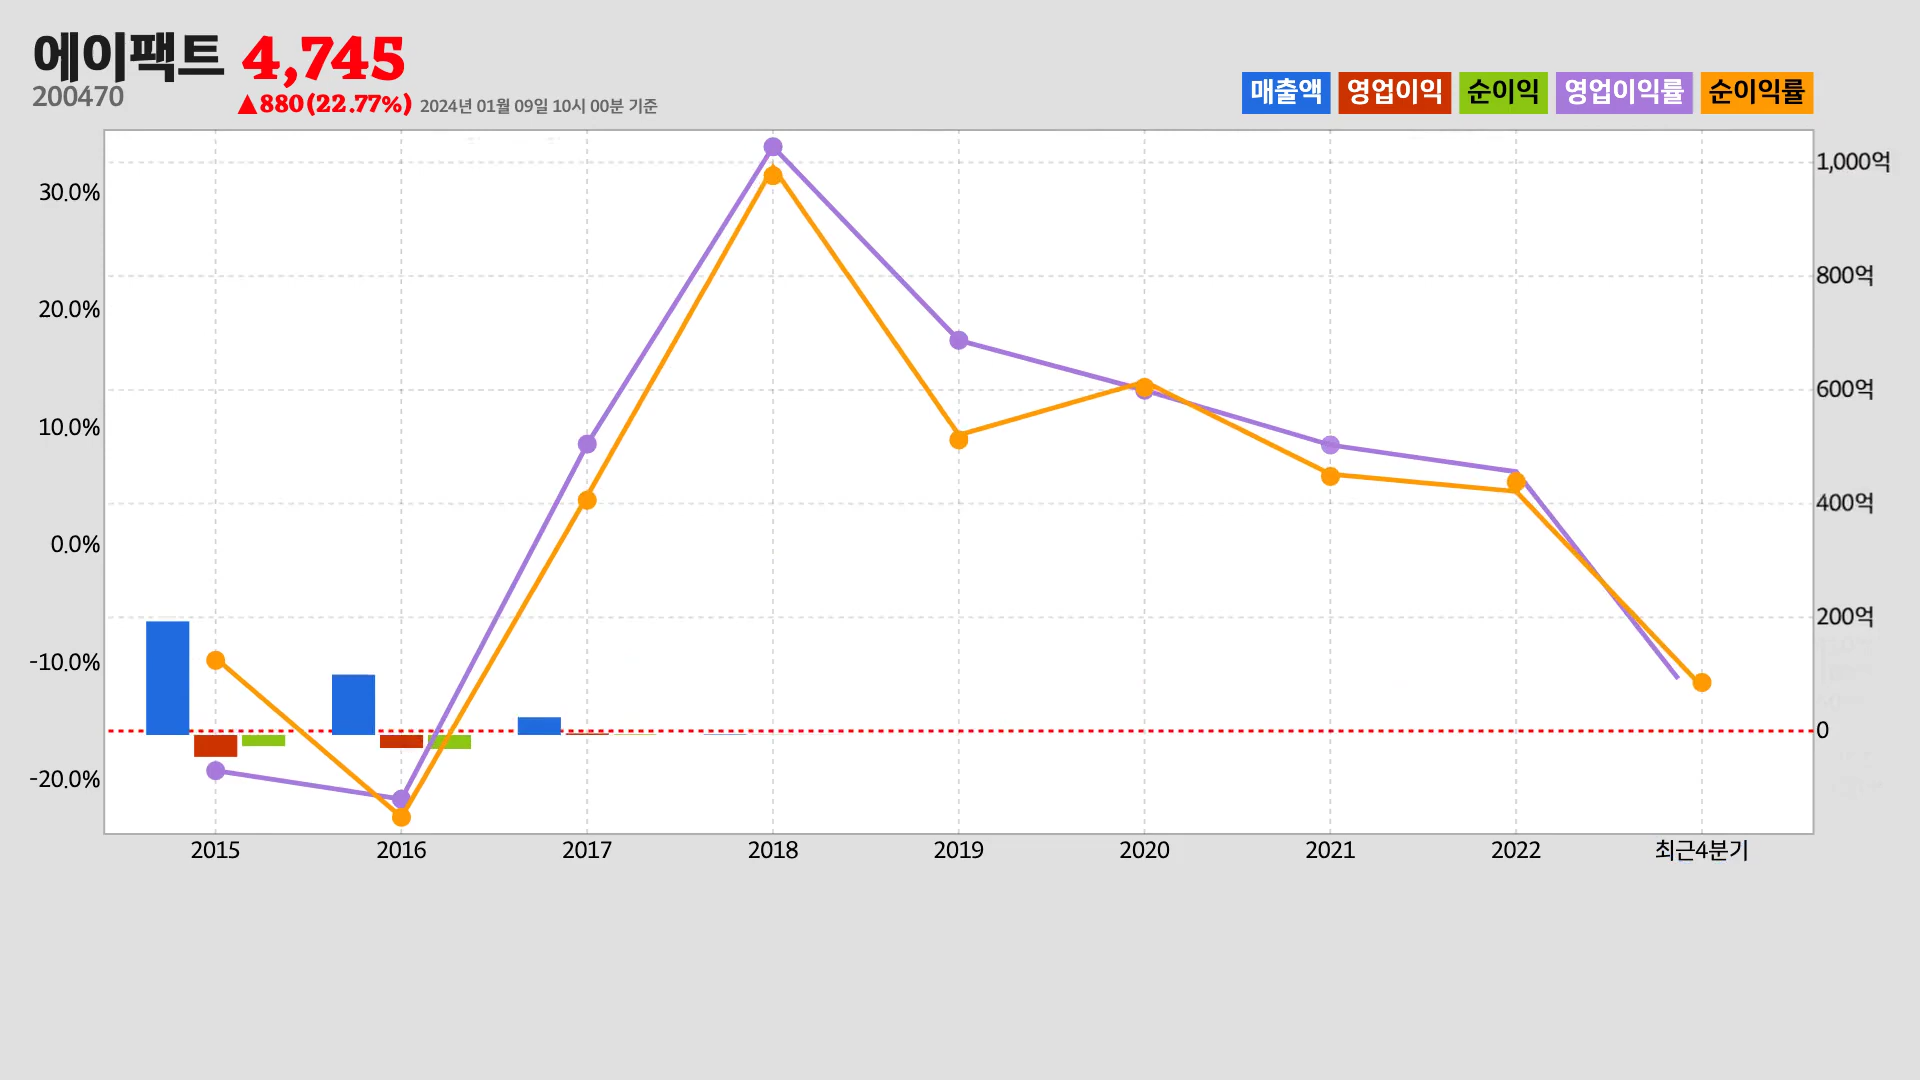 에이팩트 4,745
200470
▲880(22.77%) 2024년 01월 09일 10시 00분 기준
매출액 영업이익 순이익 영업이익률 순이익률
30.0%
20.0%
10.0%
0.0%
-10.0%
-20.0%
1,000억
800억
600억
400억
200억
0
2015 2016 2017 2018 2019 2020 2021 2022 최근4분기